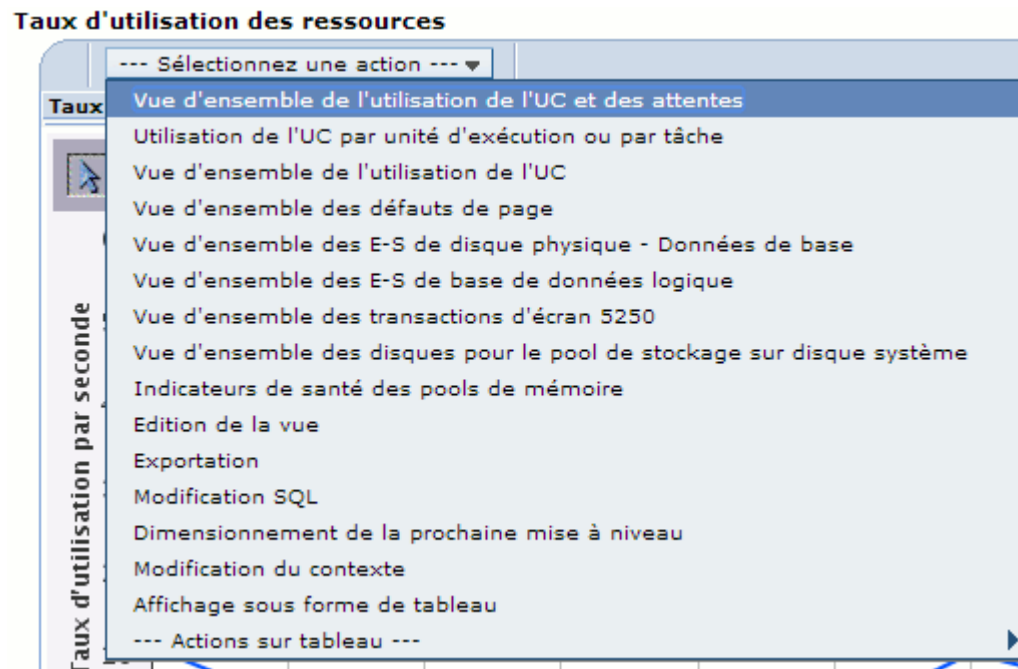 Taux d'utilisation des ressources
--- Sélectionnez une action ---
Taux
Vue d'ensemble de l'utilisation de l'UC et des attentes
Utilisation de l'UC par unité d'exécution ou par tâche
Vue d'ensemble de l'utilisation de l'UC
Vue d'ensemble des défauts de page
Vue d'ensemble des E-S de disque physique - Données de base
Vue d'ensemble des E-S de base de données logique
Vue d'ensemble des transactions d'écran 5250
Vue d'ensemble des disques pour le pool de stockage sur disque système
Indicateurs de santé des pools de mémoire
Edition de la vue
Exportation
Modification SQL
Dimensionnement de la prochaine mise à niveau
Modification du contexte
Affichage sous forme de tableau
--- Actions sur tableau ---
Taux d'utilisation par seconde